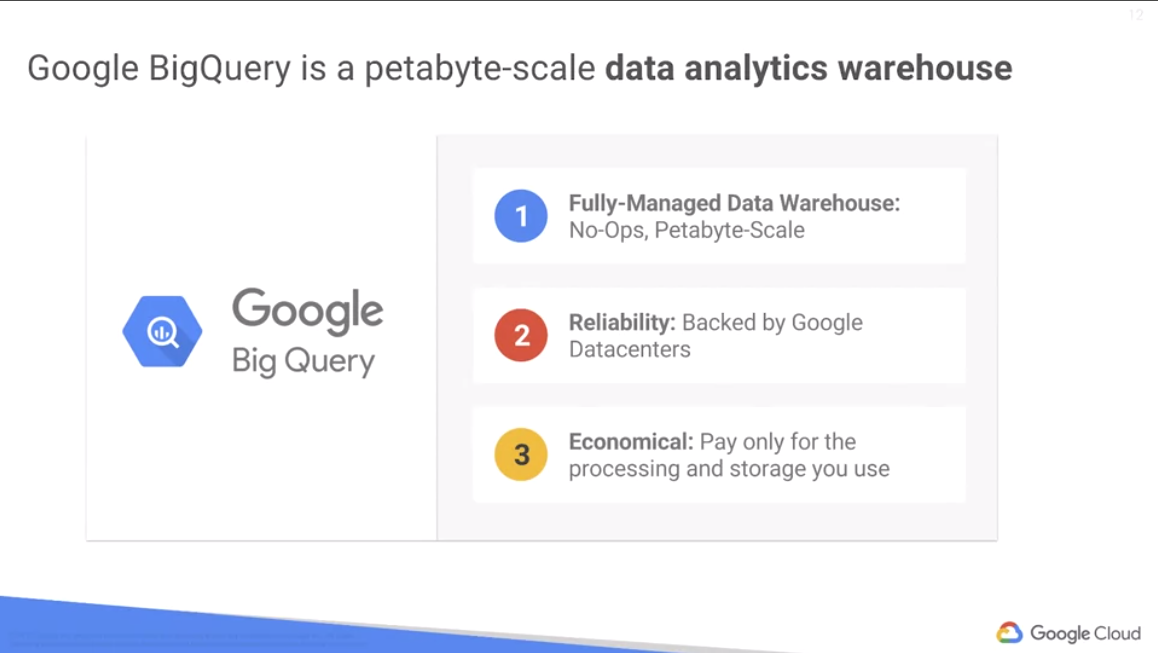 12
Google BigQuery is a petabyte-scale data analytics warehouse
Google
Big Query
1
Fully-Managed Data Warehouse:
No-Ops, Petabyte-Scale
2
Reliability: Backed by Google
Datacenters
3
Economical: Pay only for the
processing and storage you use
Google Cloud